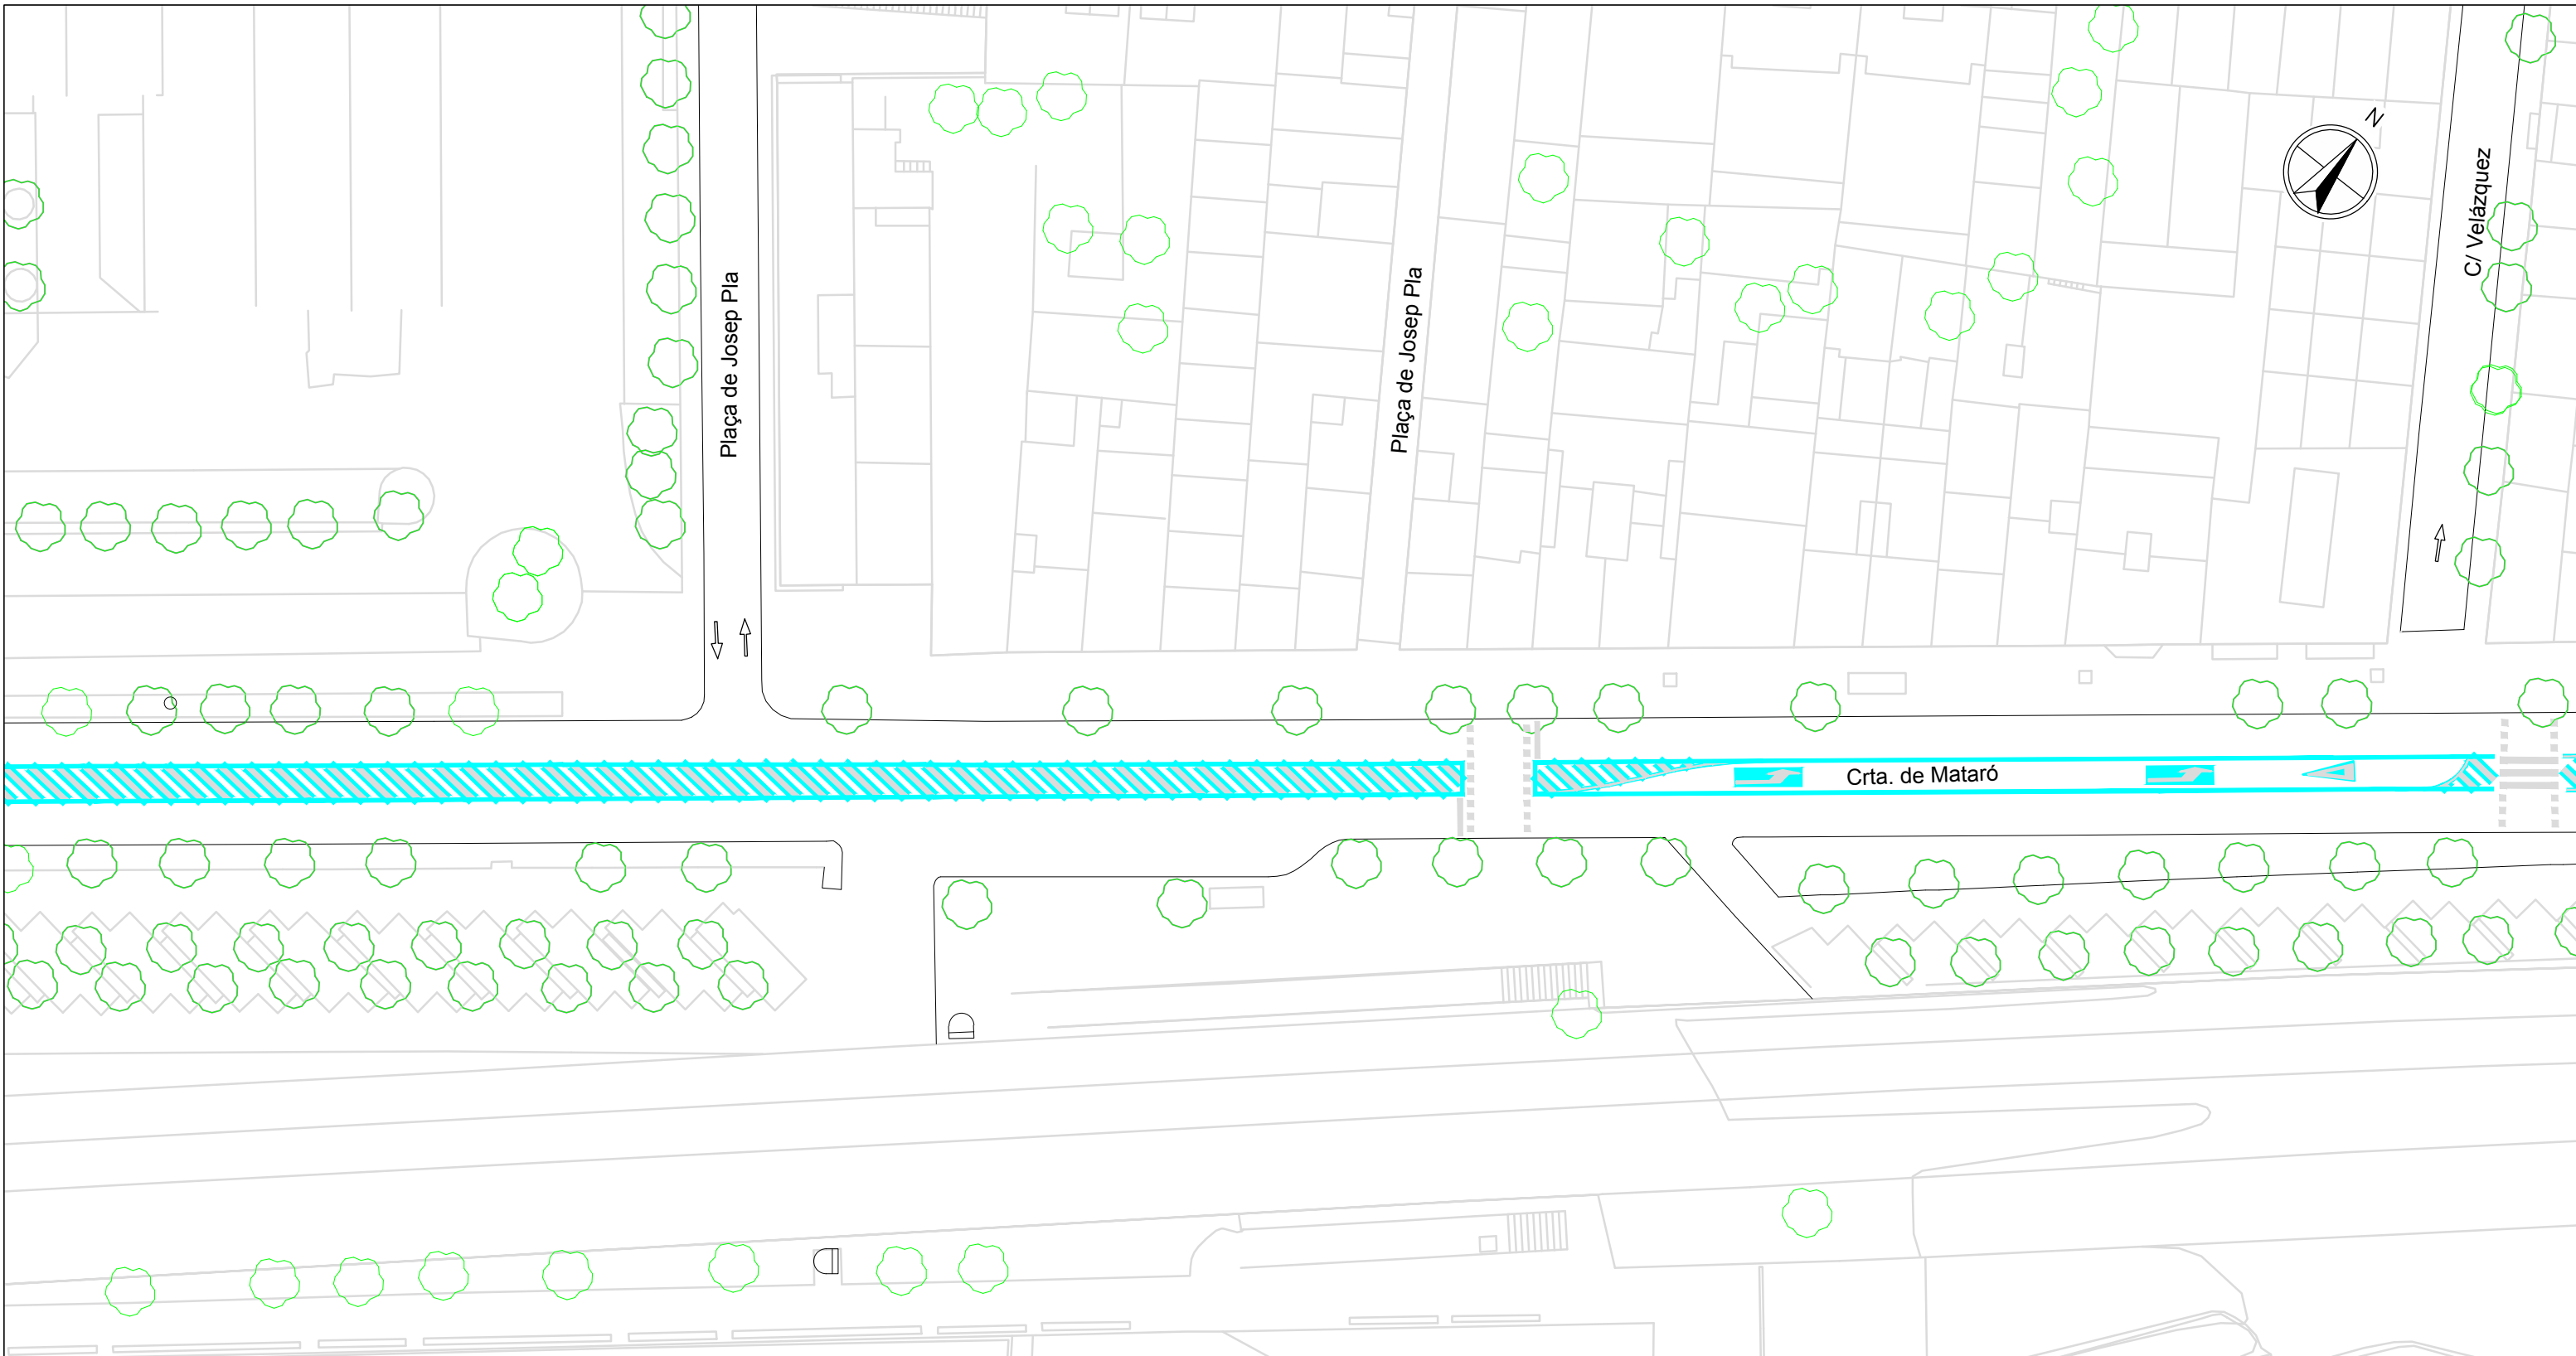 N
C/ Velázquez
Plaça de Josep Pla
Plaça de Josep Pla
Crta. de Mataró